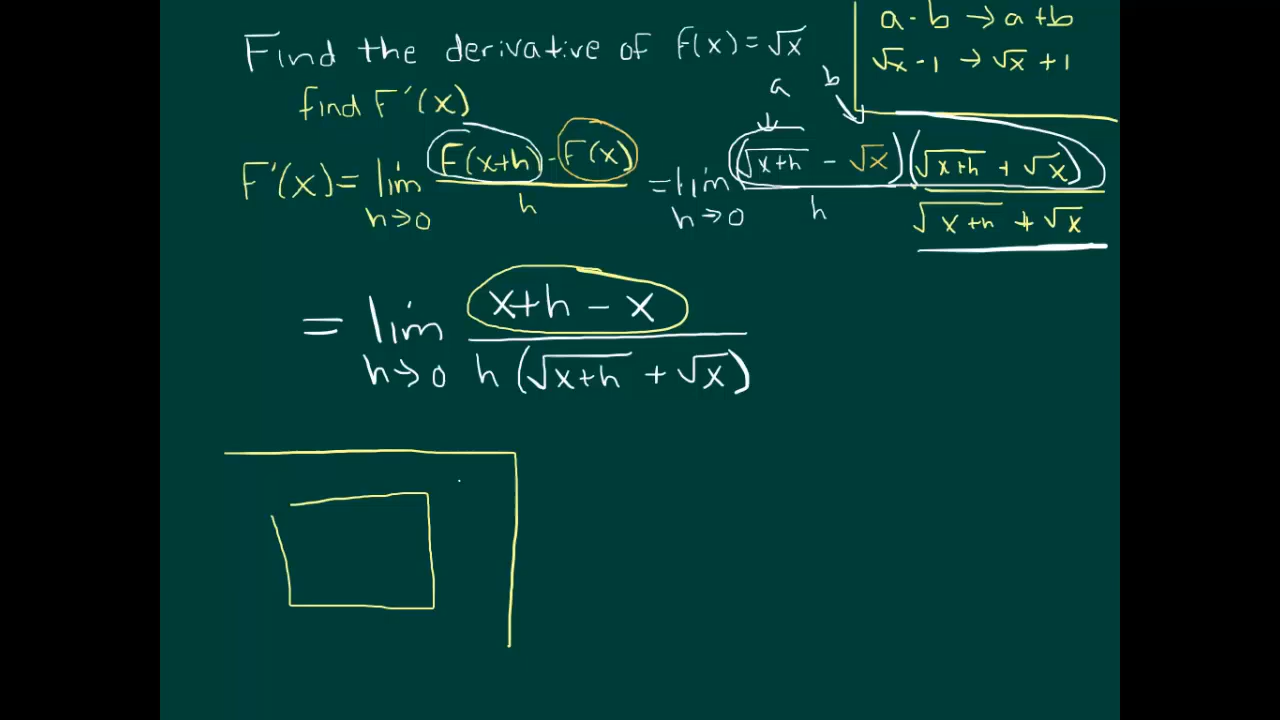 Find the derivative of f(x) = √x
a - b → a + b
√x - 1 → √x + 1
find F'(x)
a
b
F'(x) = lim h→0 F(x+h) - F(x) / h = lim h→0 (√x+h - √x)(√x+h + √x) / h √x+h + √x
= lim h→0 x+h - x / h(√x+h + √x)